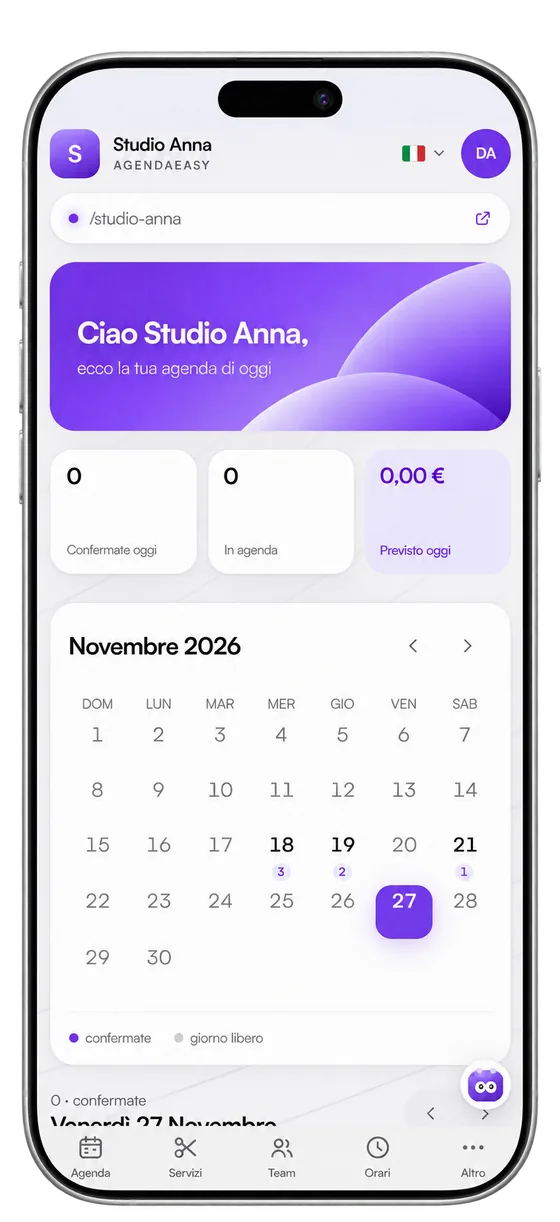 S
Studio Anna
AGENDAEASY
DA
/studio-anna
Ciao Studio Anna,
ecco la tua agenda di oggi
0 0 0,00 €
Confermate oggi In agenda Previsto oggi
Novembre 2026
DOM LUN MAR MER GIO VEN SAB
1 2 3 4 5 6 7
8 9 10 11 12 13 14
15 16 17 18 19 20 21
3 2 1
22 23 24 25 26 27 28
29 30
confermate giorno libero
0 · confermate
Venerdì 27 Novembre
Agenda Servizi Team Orari Altro